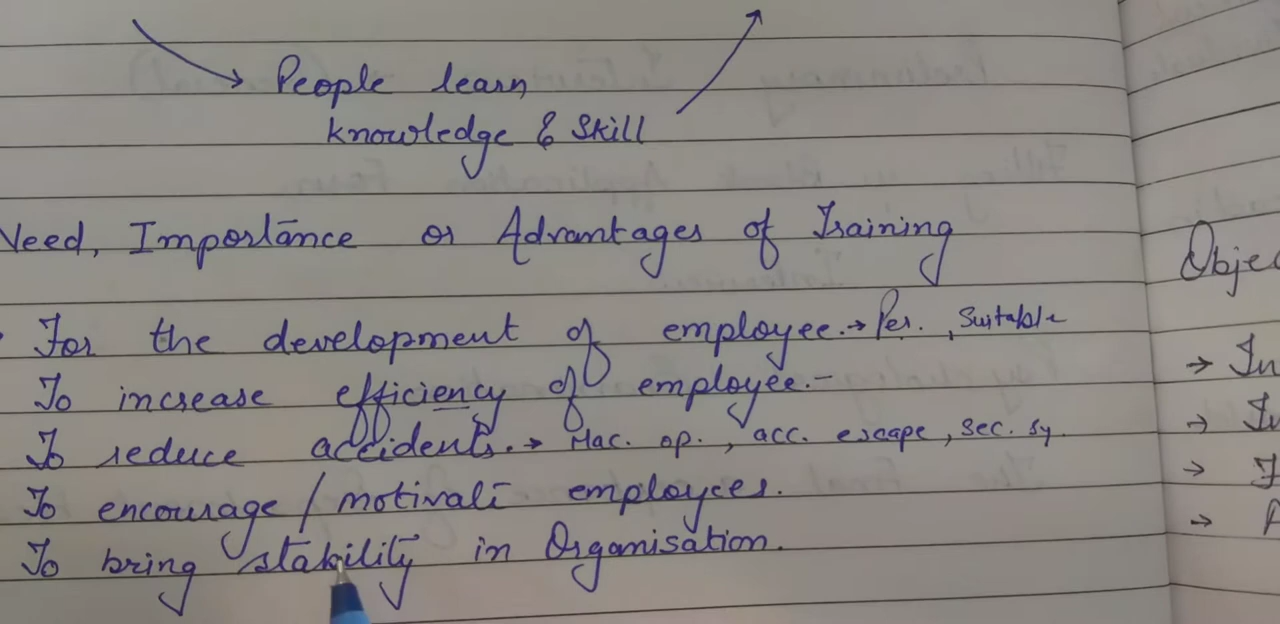 → People learn
knowledge & Skill
Need, Importance or Advantages of Training
For the development of employee. → Per., Suitable
To increase efficiency of employee.-
To reduce accidents. → Mac. op., acc. escape, sec. sy.
To encourage / motivate employees.
To bring stability in Organisation.
Objec
→ In
→
→
→